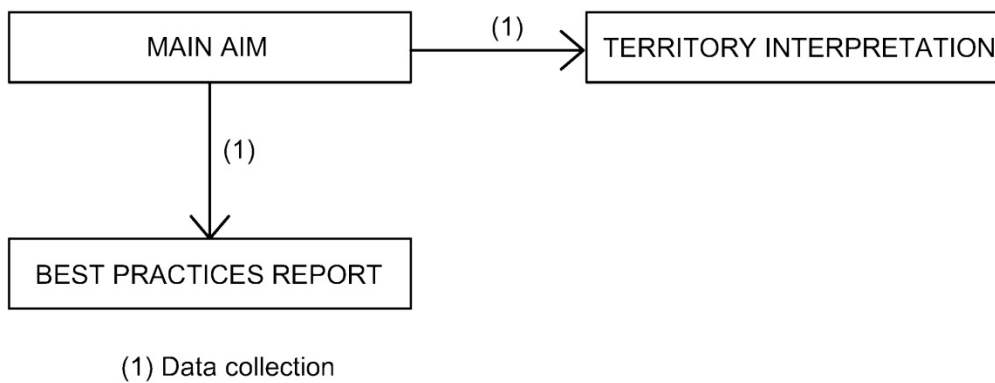 MAIN AIM
(1)
TERRITORY INTERPRETATION
(1)
BEST PRACTICES REPORT
(1) Data collection